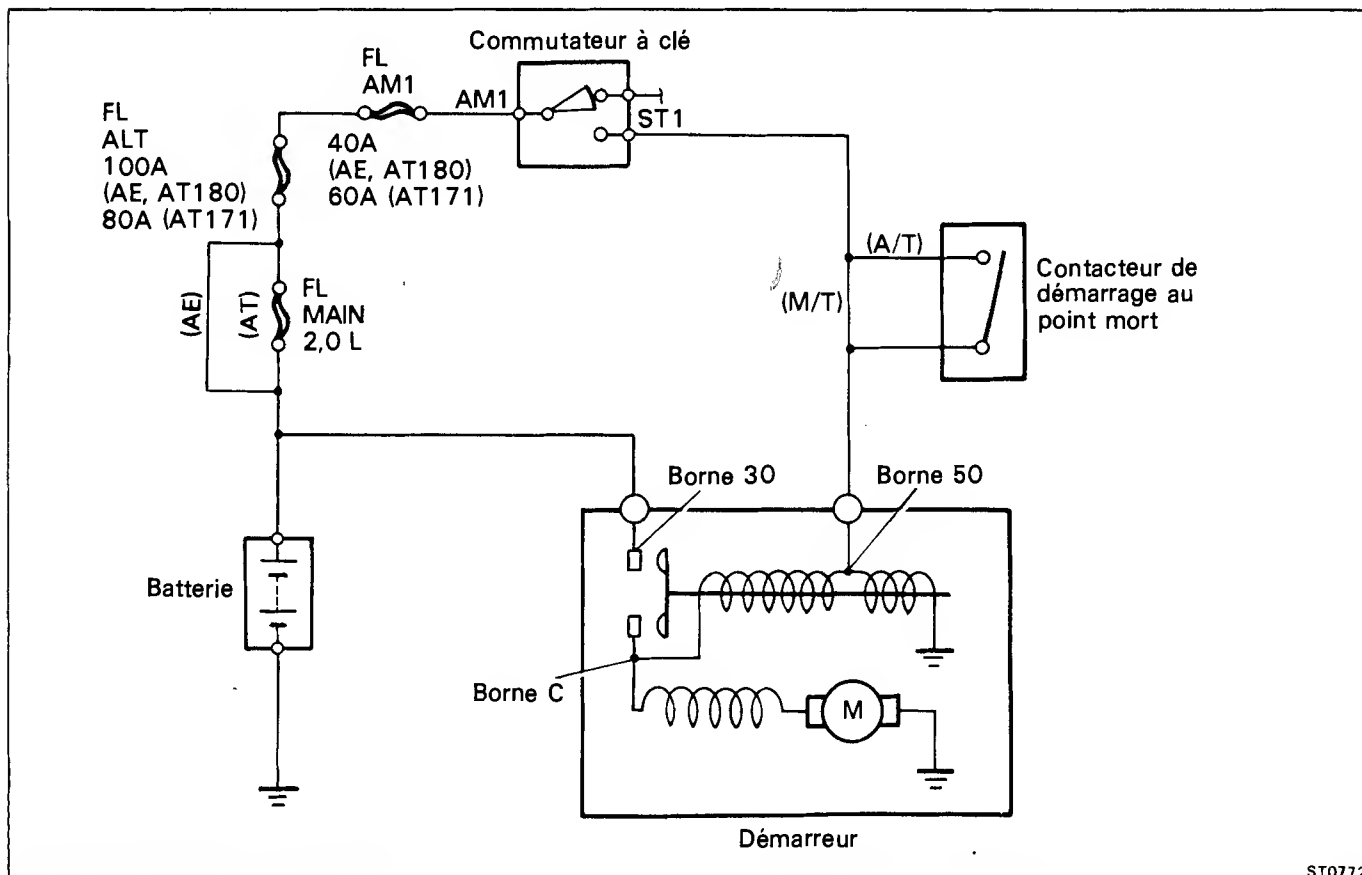 Commutateur à clé
FL
AM1
AM1
ST1
FL
ALT
100A
(AE, AT180)
80A (AT171)
40A
(AE, AT180)
60A (AT171)
(AE)
(AT)
FL
MAIN
2,0 L
(A/T)
(M/T)
Contacteur de
démarrage au
point mort
Borne 30
Borne 50
Batterie
Borne C
M
Démarreur